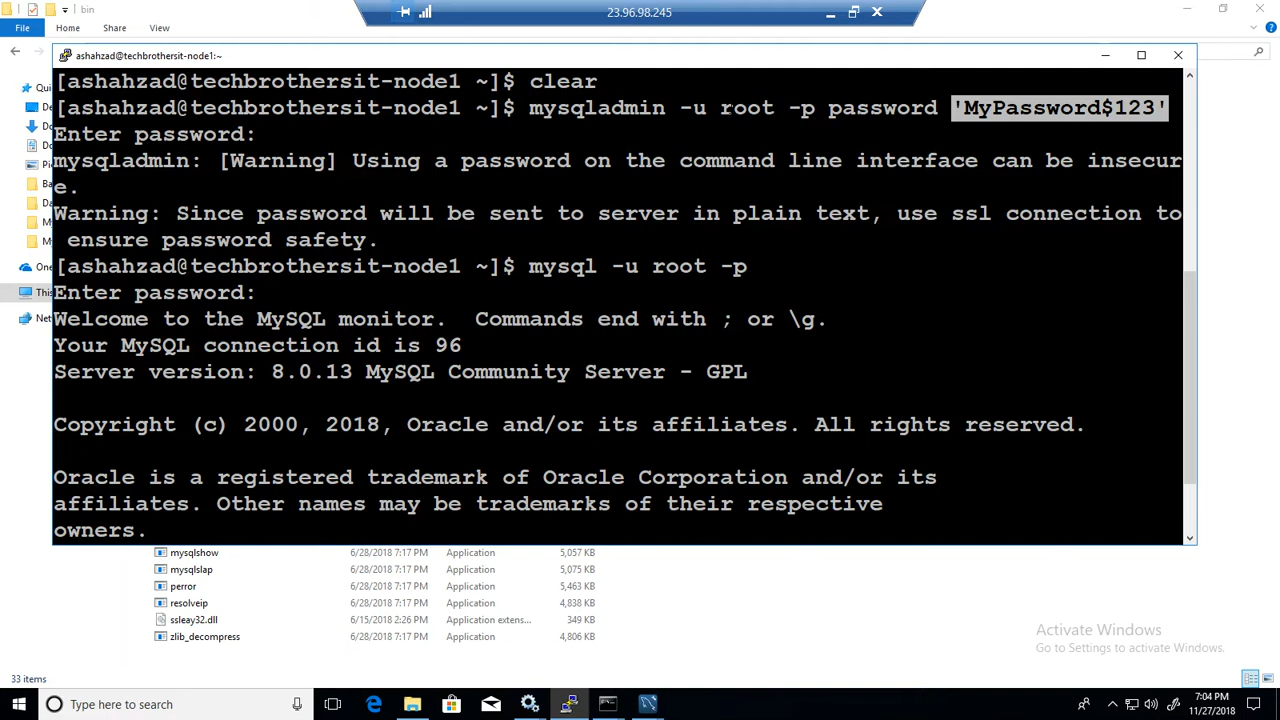 bin
23.96.98.245
File Home Share View
ashahzad@techbrothersit-node1:~
[ashahzad@techbrothersit-node1 ~]$ clear
[ashahzad@techbrothersit-node1 ~]$ mysqladmin -u root -p password 'MyPassword$123'
Enter password:
mysqladmin: [Warning] Using a password on the command line interface can be insecur
e.
Warning: Since password will be sent to server in plain text, use ssl connection to
ensure password safety.
[ashahzad@techbrothersit-node1 ~]$ mysql -u root -p
Enter password:
Welcome to the MySQL monitor.  Commands end with ; or \g.
Your MySQL connection id is 96
Server version: 8.0.13 MySQL Community Server - GPL
Copyright (c) 2000, 2018, Oracle and/or its affiliates. All rights reserved.
Oracle is a registered trademark of Oracle Corporation and/or its
affiliates. Other names may be trademarks of their respective
owners.
mysqlshow 6/28/2018 7:17 PM Application 5,057 KB
mysqlslap 6/28/2018 7:17 PM Application 5,075 KB
perror 6/28/2018 7:17 PM Application 5,463 KB
resolveip 6/28/2018 7:17 PM Application 4,838 KB
ssleay32.dll 6/15/2018 2:26 PM Application extens... 349 KB
zlib_decompress 6/28/2018 7:17 PM Application 4,806 KB
Activate Windows
Go to Settings to activate Windows.
33 items
Type here to search
7:04 PM
11/27/2018